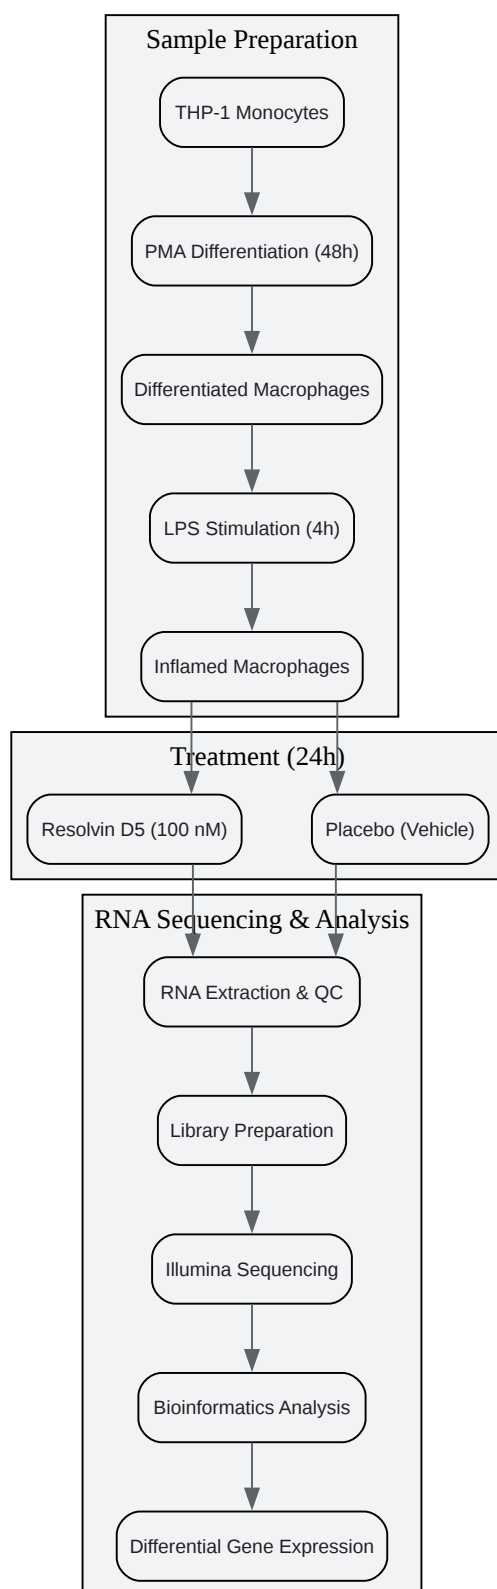 Sample Preparation
THP-1 Monocytes
PMA Differentiation (48h)
Differentiated Macrophages
LPS Stimulation (4h)
Inflamed Macrophages
Treatment (24h)
Resolvin D5 (100 nM)
Placebo (Vehicle)
RNA Sequencing & Analysis
RNA Extraction & QC
Library Preparation
Illumina Sequencing
Bioinformatics Analysis
Differential Gene Expression